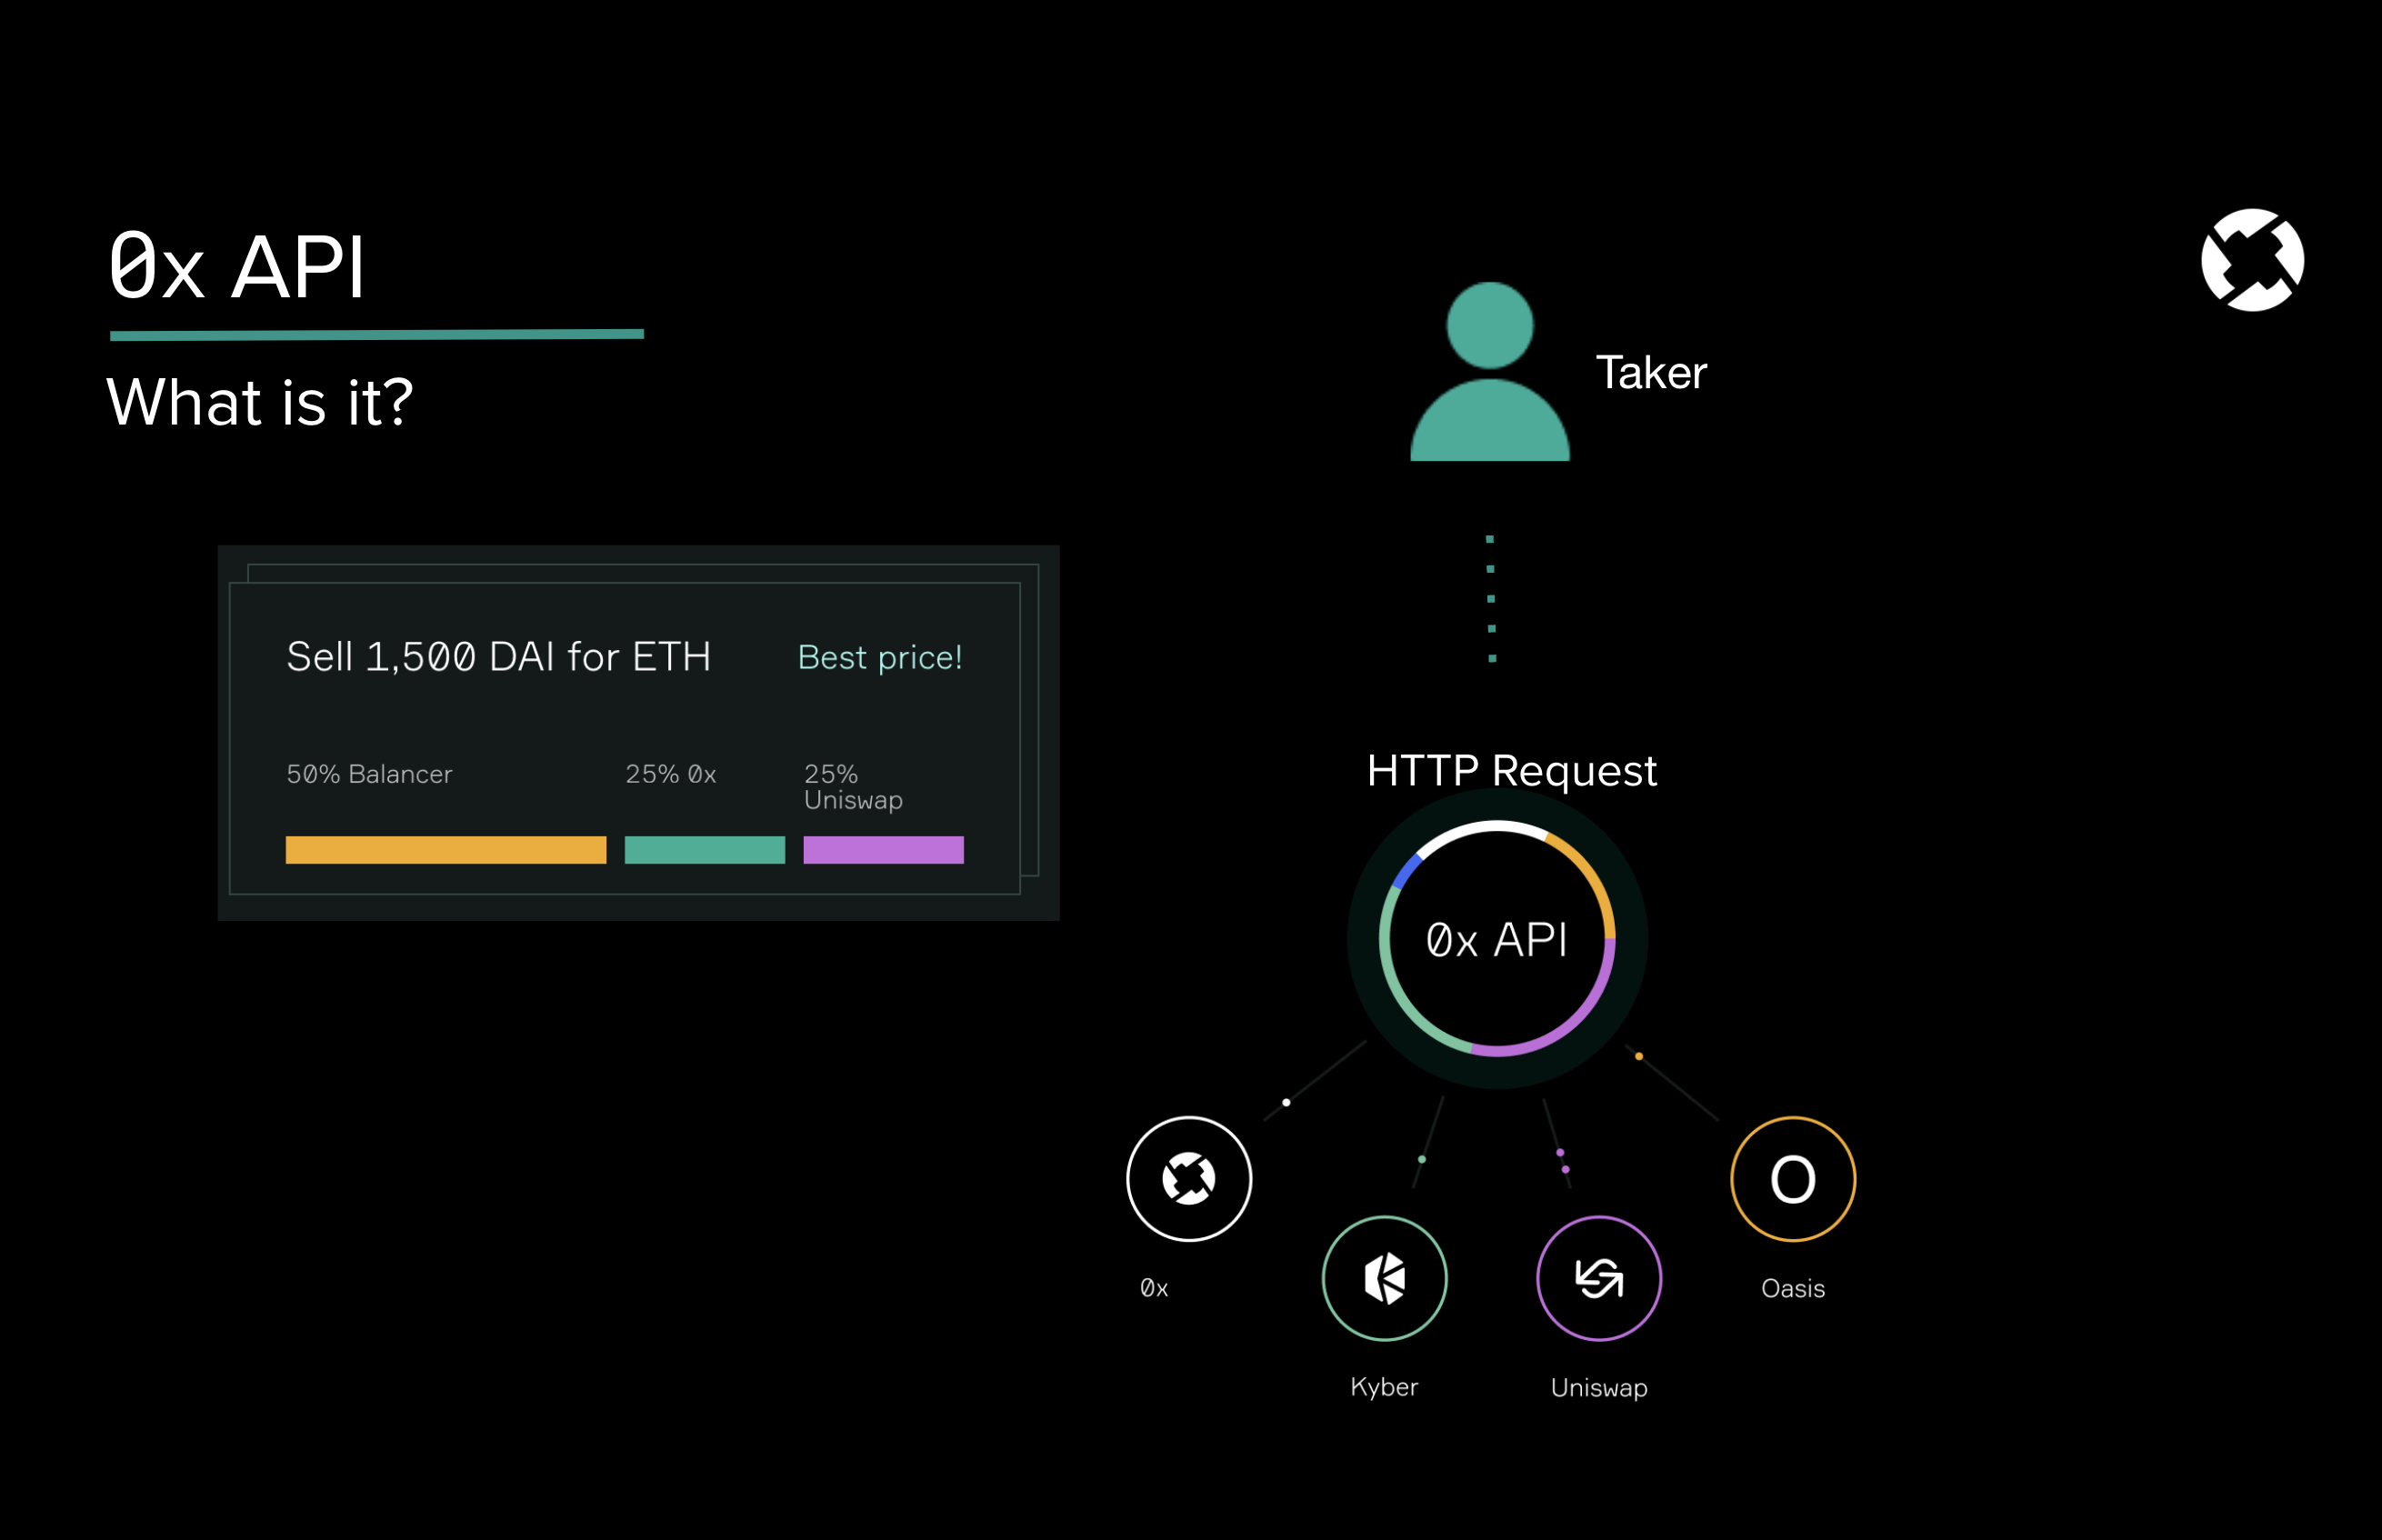 0x API
What is it?
Sell 1,500 DAI for ETH
Best price!
50% Balancer
25% 0x
25%
Uniswap
Taker
HTTP Request
0x API
O
0x
Kyber
Uniswap
Oasis